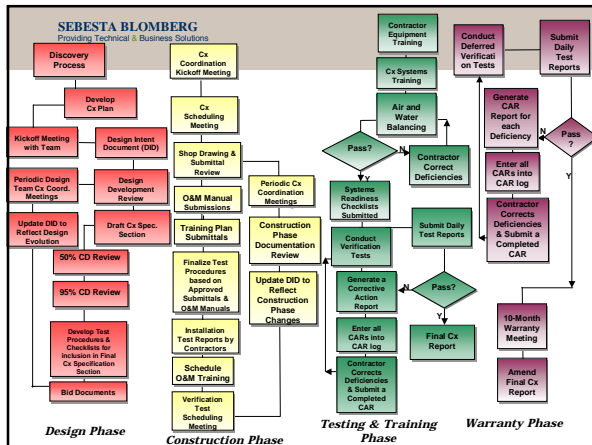 SEBESTA BLOMBERG
Providing Technical & Business Solutions
Discovery
Process
Develop
Cx Plan
Kickoff Meeting
with Team
Design Intent
Document (DID)
Periodic Design
Team Cx Coord.
Meetings
Design
Development
Review
Update DID to
Reflect Design
Evolution
Draft Cx Spec.
Section
50% CD Review
95% CD Review
Develop Test
Procedures &
Checklists for
inclusion in Final
Cx Specification
Section
Bid Documents
Design Phase
Cx
Coordination
Kickoff Meeting
Cx
Scheduling
Meeting
Shop Drawing &
Submittal
Review
O&M Manual
Submissions
Training Plan
Submittals
Finalize Test
Procedures
based on
Approved
Submittals &
O&M Manuals
Installation
Test Reports by
Contractors
Schedule
O&M Training
Verification
Test
Scheduling
Meeting
Periodic Cx
Coordination
Meetings
Construction
Phase
Documentation
Review
Update DID to
Reflect
Construction
Phase
Changes
Construction Phase
Contractor
Equipment
Training
Cx Systems
Training
Air and
Water
Balancing
Pass?
N
Contractor
Correct
Deficiencies
Y
Systems
Readiness
Checklists
Submitted
Conduct
Verification
Tests
Submit Daily
Test Reports
Generate a
Corrective
Action
Report
N
Pass?
Y
Enter all
CARs into
CAR log
Final Cx
Report
Contractor
Corrects
Deficiencies
& Submit a
Completed
CAR
Testing & Training
Phase
Conduct
Deferred
Verificati
on Tests
Submit
Daily
Test
Reports
Generate
CAR
Report for
each
Deficiency
N
Pass
?
Y
Enter all
CARs into
CAR log
Contractor
Corrects
Deficiencies
& Submit a
Completed
CAR
10-Month
Warranty
Meeting
Amend
Final Cx
Report
Warranty Phase